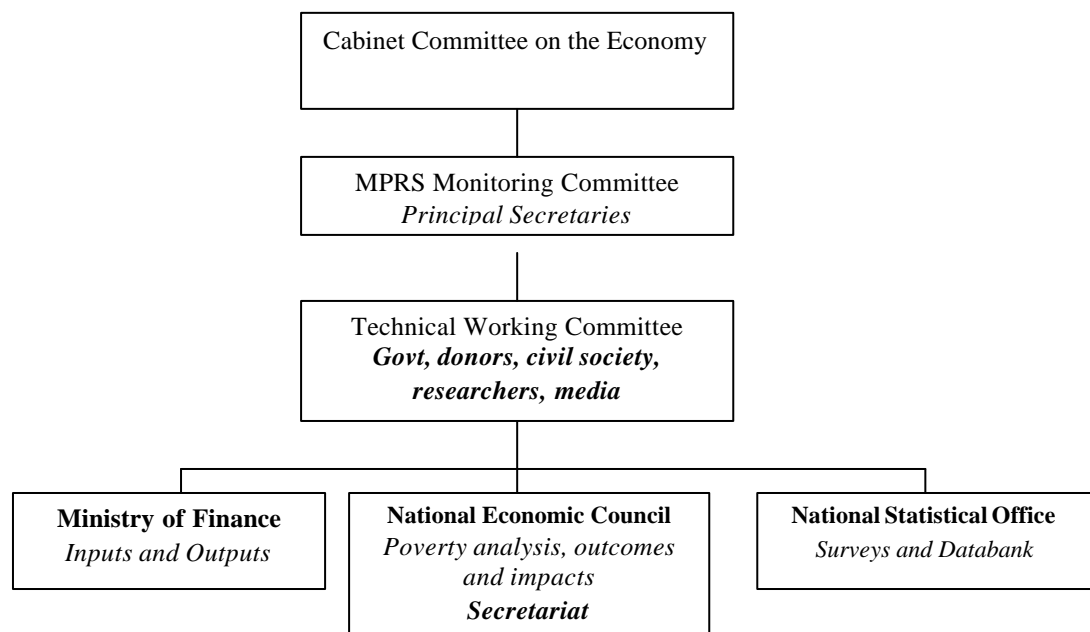 Cabinet Committee on the Economy
MPRS Monitoring Committee
Principal Secretaries
Technical Working Committee
Govt, donors, civil society,
researchers, media
Ministry of Finance
Inputs and Outputs
National Economic Council
Poverty analysis, outcomes
and impacts
Secretariat
National Statistical Office
Surveys and Databank